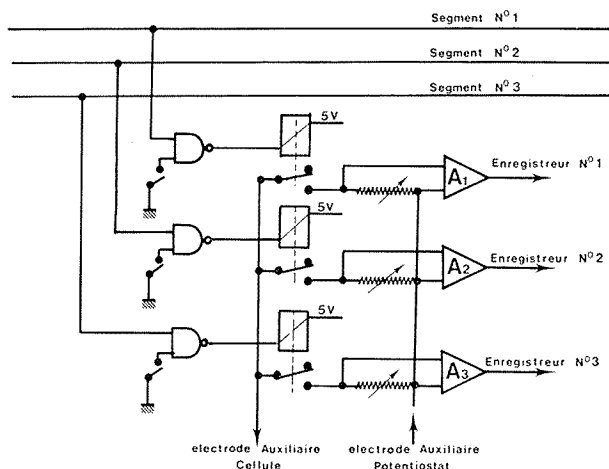 Segment N° 1
Segment N° 2
Segment N° 3
5V
Enregistreur N° 1
A1
5V
Enregistreur N° 2
A2
5V
Enregistreur N° 3
A3
electrode Auxiliaire
Cellule
electrode Auxiliaire
Potentiostat